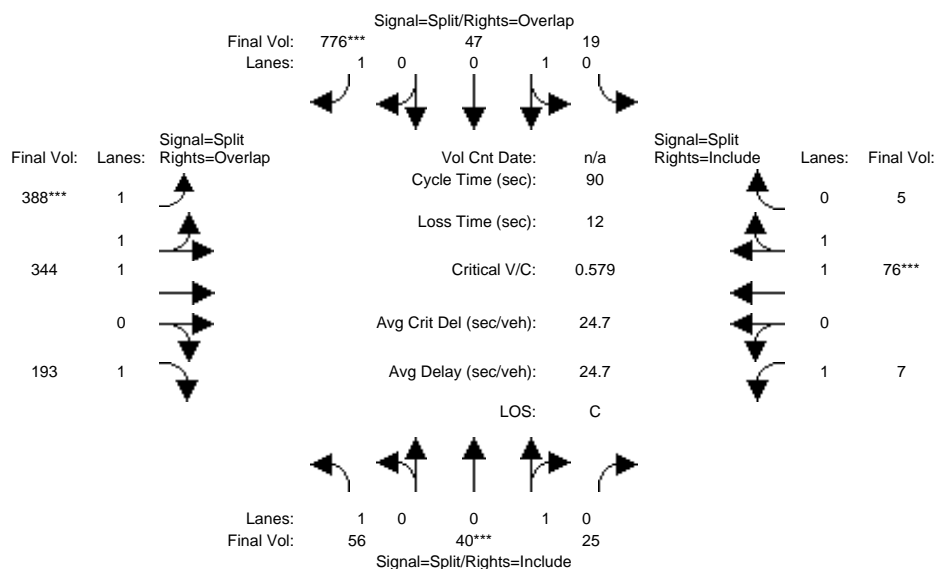 Signal=Split/Rights=Overlap
Final Vol: 776*** 47 19
Lanes: 1 0 0 1 0
Signal=Split
Final Vol: Lanes: Rights=Overlap
Vol Cnt Date: n/a
Signal=Split
Rights=Include Lanes: Final Vol:
Cycle Time (sec): 90
388*** 1
0 5
Loss Time (sec): 12
1
1
344 1
Critical V/C: 0.579
1 76***
0
Avg Crit Del (sec/veh): 24.7
0
193 1
Avg Delay (sec/veh): 24.7
1 7
LOS: C
Lanes: 1 0 0 1 0
Final Vol: 56 40*** 25
Signal=Split/Rights=Include